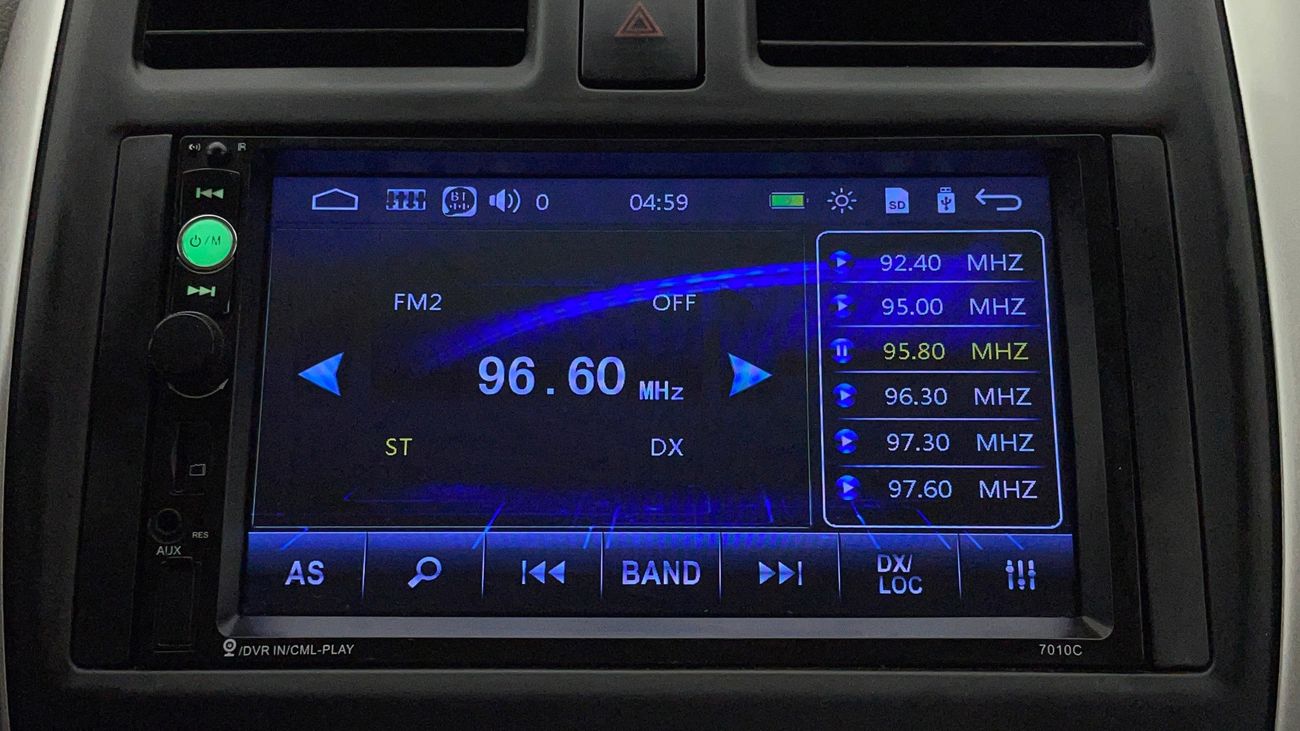 IR
BT
0
04:59
SD
⏻/M
FM2
OFF
96.60 MHz
ST
DX
92.40 MHZ
95.00 MHZ
95.80 MHZ
96.30 MHZ
97.30 MHZ
97.60 MHZ
RES
AUX
AS
BAND
DX/
LOC
/DVR IN/CML-PLAY
7010C